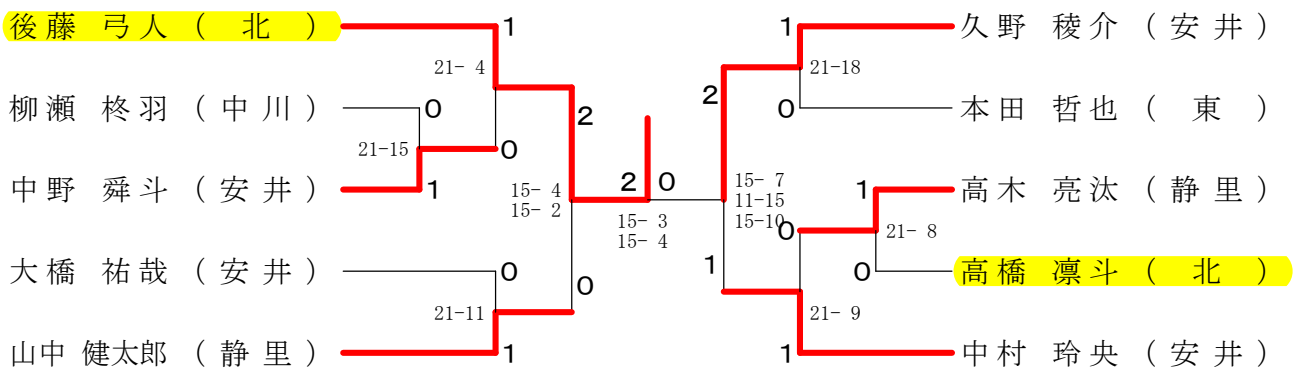 後藤 弓人 ( 北 ) 1 1 久野 稜介 (安井)
21- 4 21-18
柳瀬 柊羽 (中川) 0 2 2 0 本田 哲也 ( 東 )
21-15 0
中野 舜斗 (安井) 1 2 0 1 高木 亮汰 (静里)
15- 4 15- 7
15- 2 11-15
15- 3 15-10 0 21- 8
15- 4
大橋 祐哉 (安井) 0 0 1 0 高橋 凛斗 ( 北 )
21-11 21- 9
山中 健太郎 (静里) 1 1 中村 玲央 (安井)